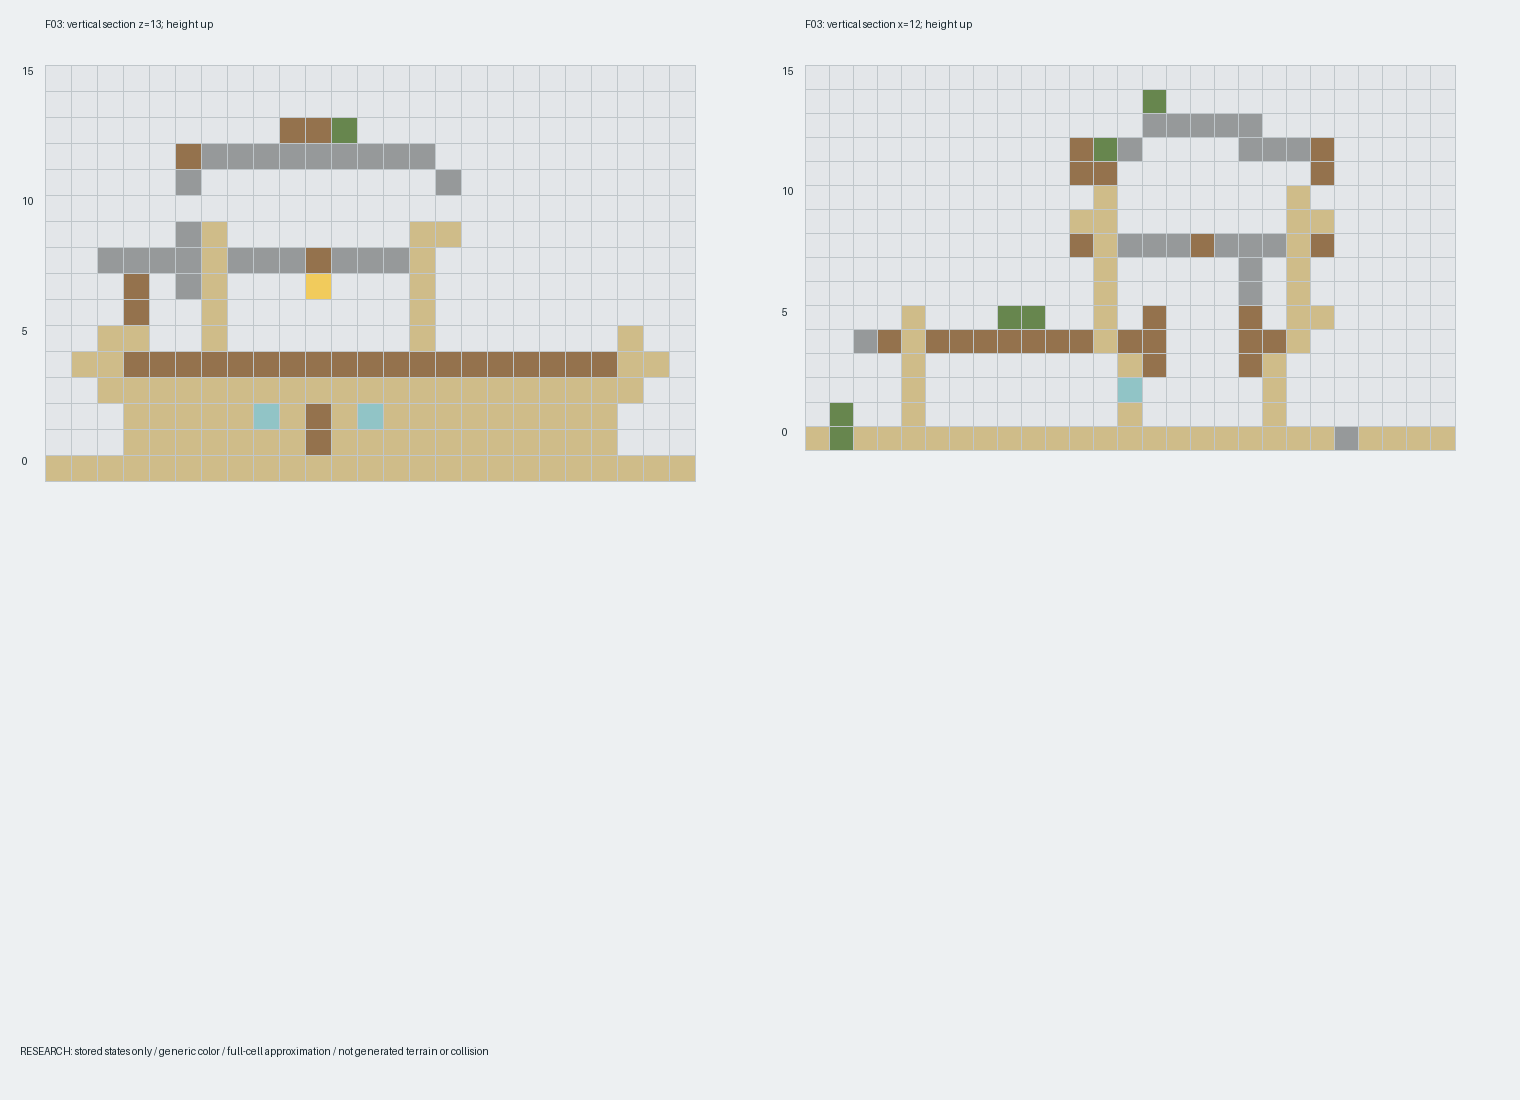 F03: vertical section z=13; height up
F03: vertical section x=12; height up
15
15
10
10
5
5
0
0
RESEARCH: stored states only / generic color / full-cell approximation / not generated terrain or collision